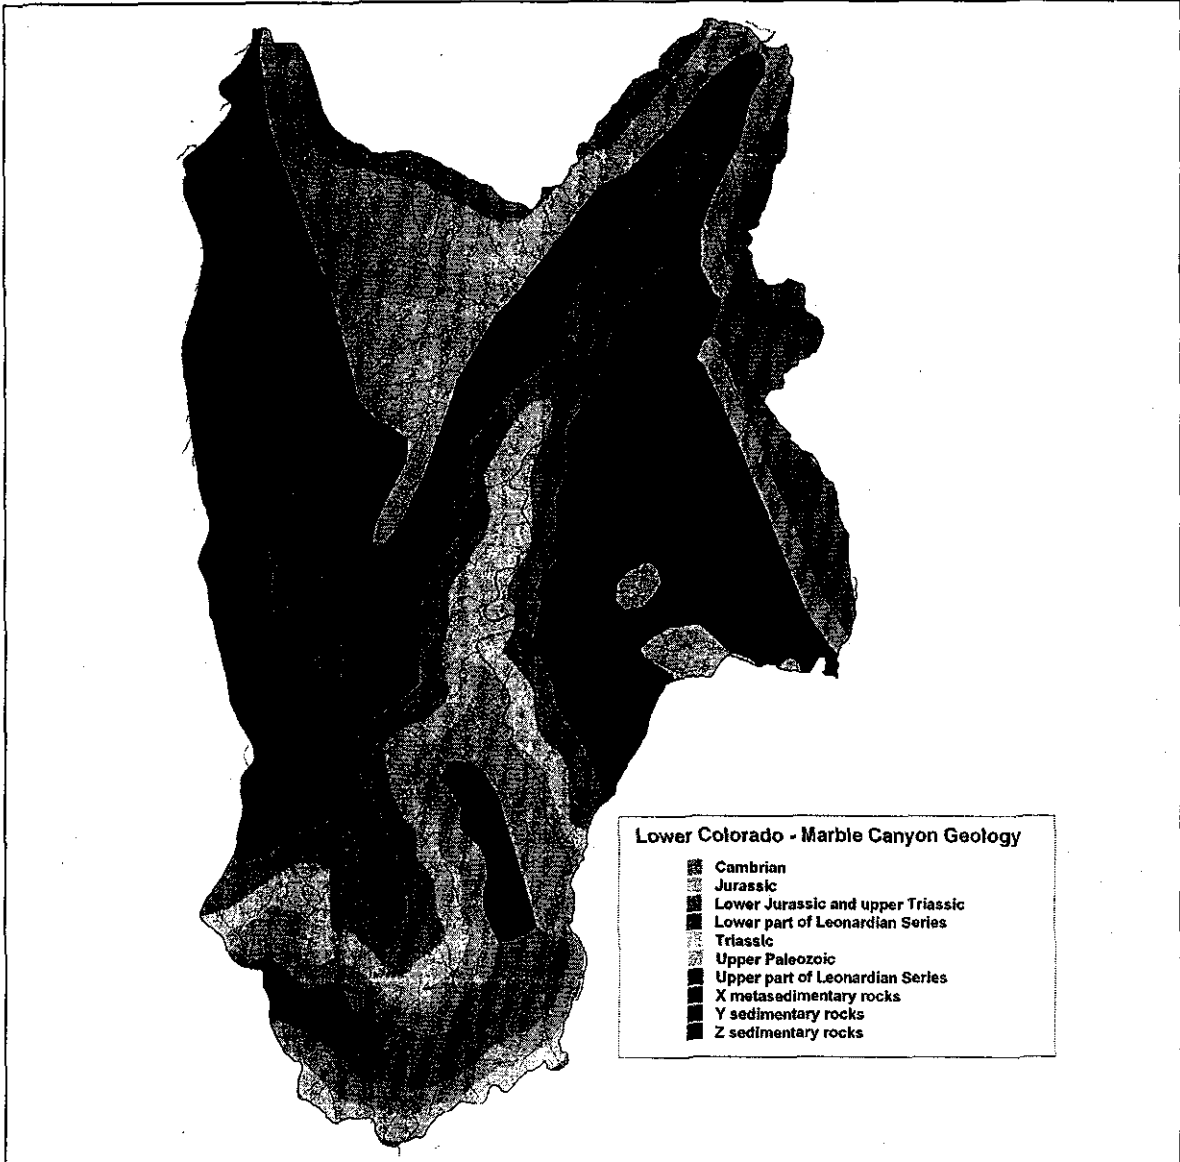 Lower Colorado - Marble Canyon Geology
Cambrian
Jurassic
Lower Jurassic and upper Triassic
Lower part of Leonardian Series
Triassic
Upper Paleozoic
Upper part of Leonardian Series
X metasedimentary rocks
Y sedimentary rocks
Z sedimentary rocks